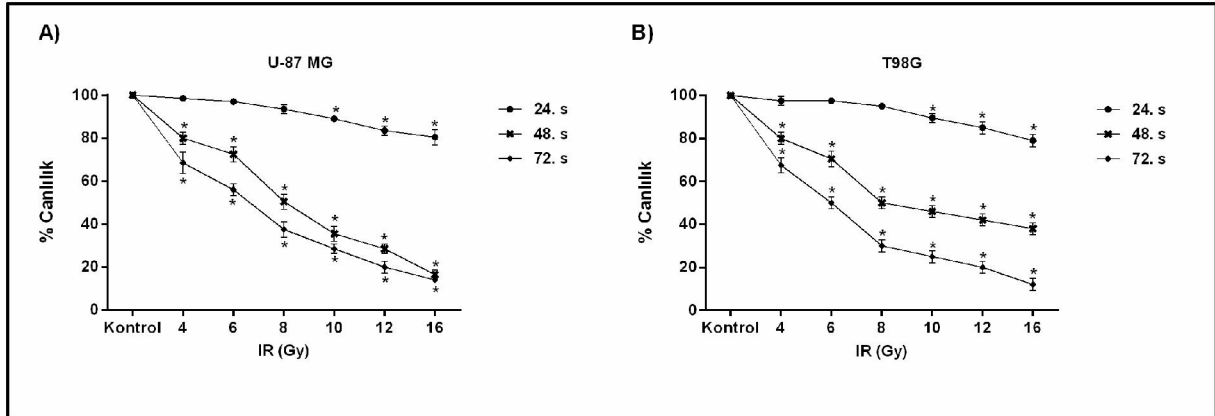 A)
U-87 MG
% Canlılık
100
80
60
40
20
0
Kontrol 4 6 8 10 12 16
IR (Gy)
24. s
48. s
72. s
* * *
* * * * * *
* * * * * *
B)
T98G
% Canlılık
100
80
60
40
20
0
Kontrol 4 6 8 10 12 16
IR (Gy)
24. s
48. s
72. s
* * *
* * * * * *
* * * * * *